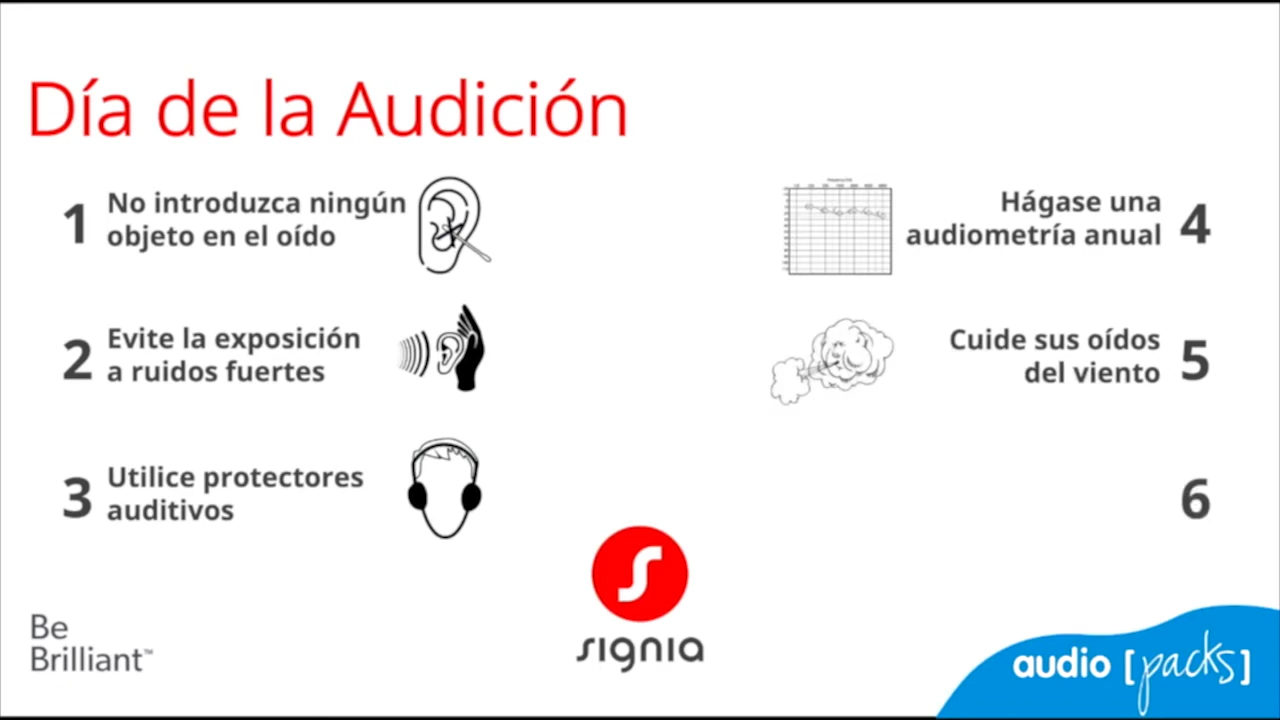 Día de la Audición
1
No introduzca ningún
objeto en el oído
2
Evite la exposición
a ruidos fuertes
3
Utilice protectores
auditivos
Hágase una
audiometría anual
4
Cuide sus oídos
del viento
5
6
Be
Brilliant™
signia
audio [packs]